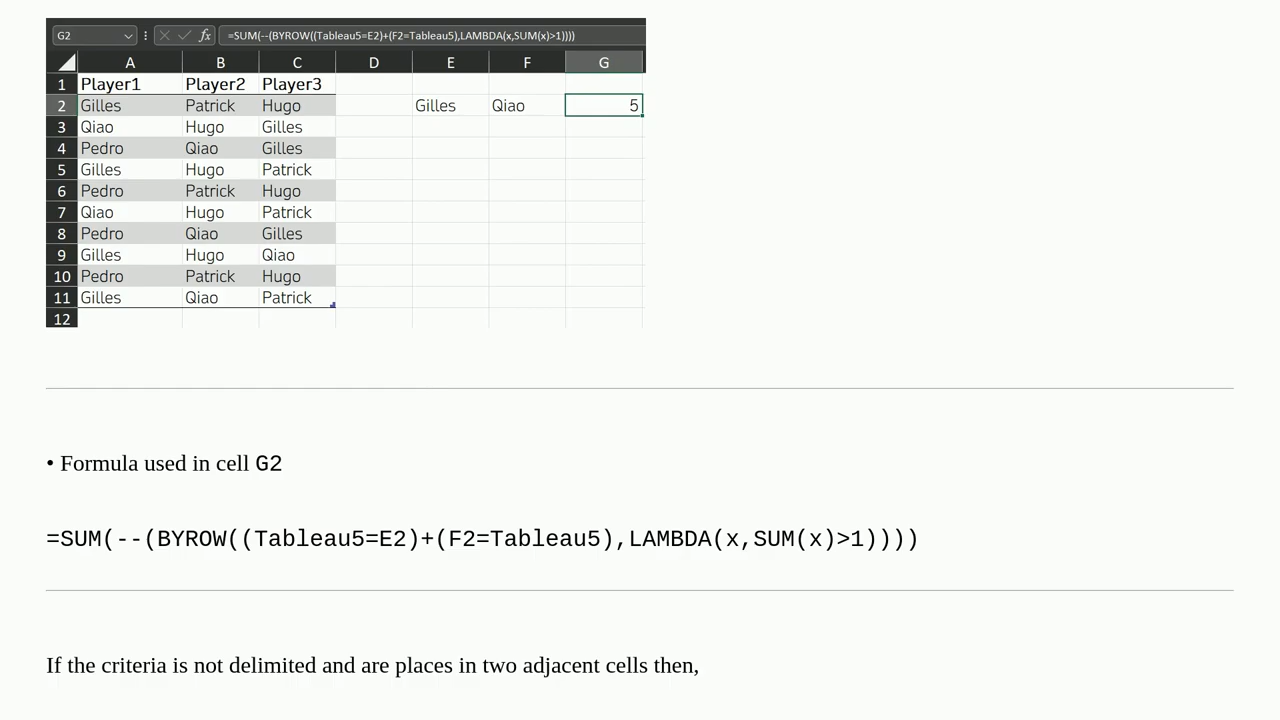 G2 =SUM(--(BYROW((Tableau5=E2)+(F2=Tableau5),LAMBDA(x,SUM(x)>1))))
A B C D E F G
1 Player1 Player2 Player3
2 Gilles Patrick Hugo Gilles Qiao 5
3 Qiao Hugo Gilles
4 Pedro Qiao Gilles
5 Gilles Hugo Patrick
6 Pedro Patrick Hugo
7 Qiao Hugo Patrick
8 Pedro Qiao Gilles
9 Gilles Hugo Qiao
10 Pedro Patrick Hugo
11 Gilles Qiao Patrick
12
• Formula used in cell G2
=SUM(--(BYROW((Tableau5=E2)+(F2=Tableau5),LAMBDA(x,SUM(x)>1))))
If the criteria is not delimited and are places in two adjacent cells then,